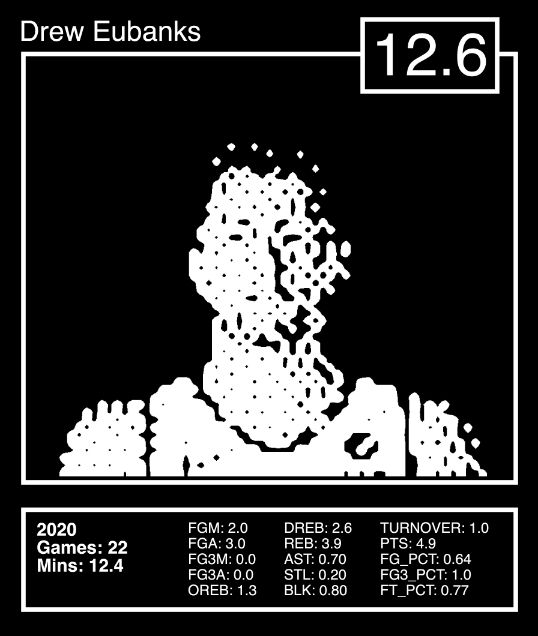 Drew Eubanks
12.6
2020
Games: 22
Mins: 12.4
FGM: 2.0
FGA: 3.0
FG3M: 0.0
FG3A: 0.0
OREB: 1.3
DREB: 2.6
REB: 3.9
AST: 0.70
STL: 0.20
BLK: 0.80
TURNOVER: 1.0
PTS: 4.9
FG_PCT: 0.64
FG3_PCT: 1.0
FT_PCT: 0.77